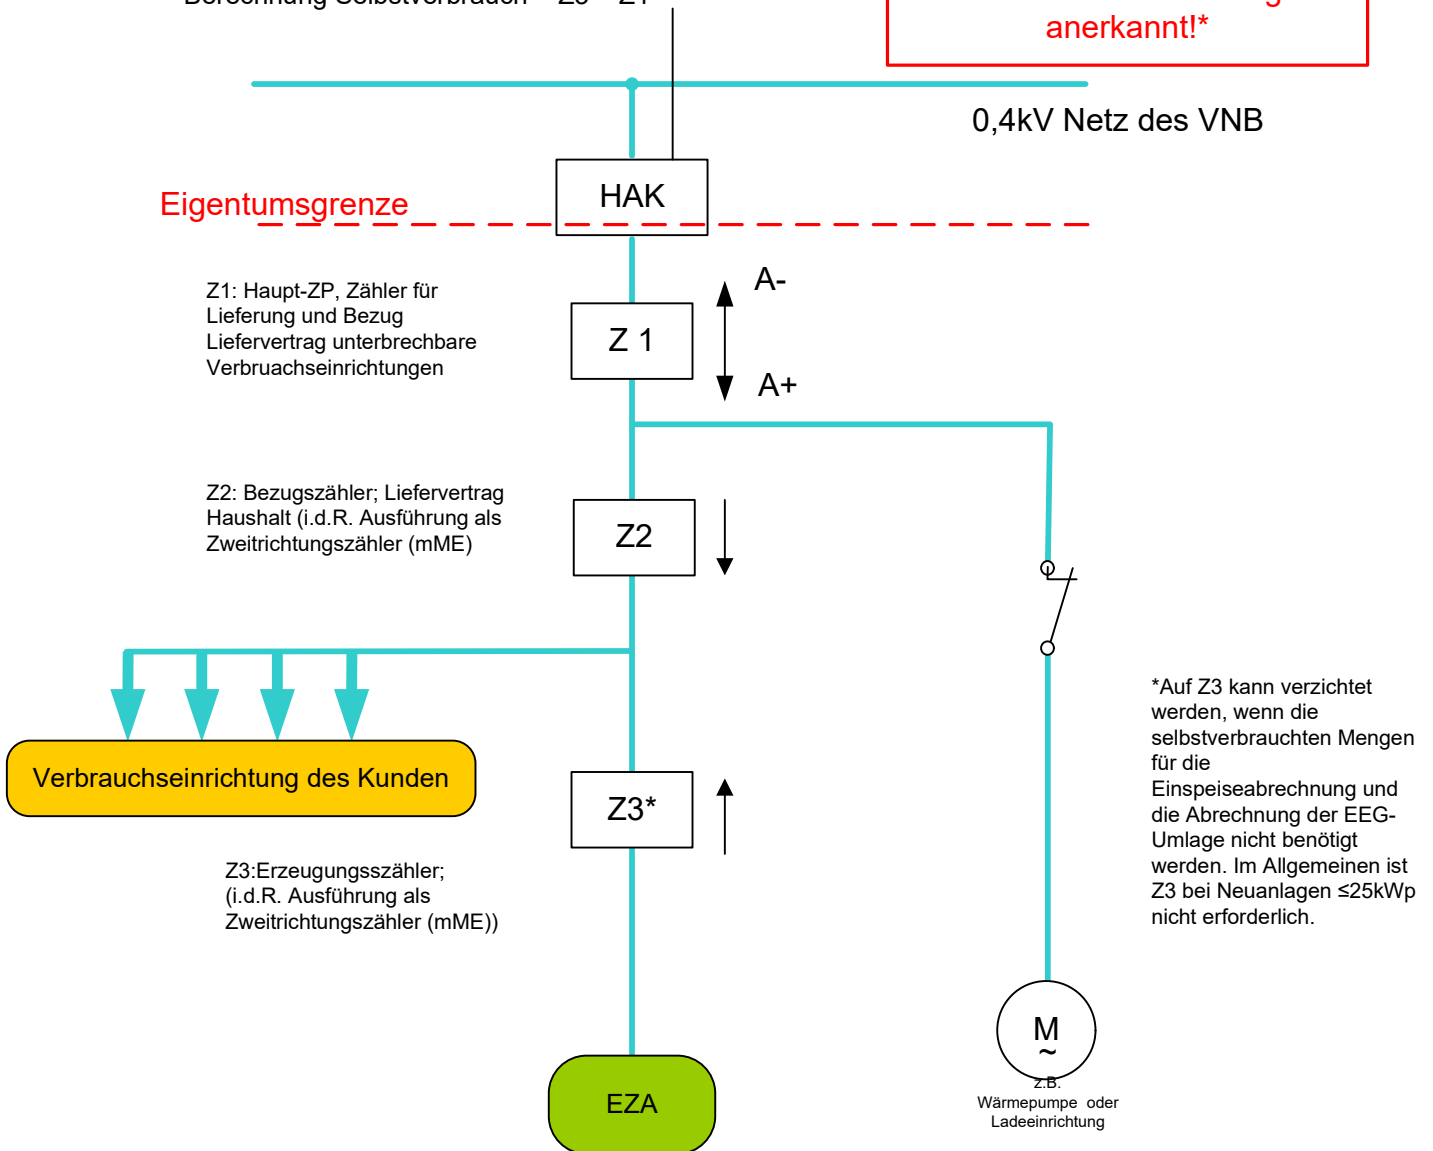 anerkannt!*
0,4kV Netz des VNB
HAK
Eigentumsgrenze
Z1: Haupt-ZP, Zähler für
Lieferung und Bezug
Liefervertrag unterbrechbare
Verbruachseinrichtungen
Z 1
A-
A+
Z2: Bezugszähler; Liefervertrag
Haushalt (i.d.R. Ausführung als
Zweitrichtungszähler (mME)
Z2
Verbrauchseinrichtung des Kunden
Z3*
Z3:Erzeugungsszähler;
(i.d.R. Ausführung als
Zweitrichtungszähler (mME))
*Auf Z3 kann verzichtet
werden, wenn die
selbstverbrauchten Mengen
für die
Einspeiseabrechnung und
die Abrechnung der EEG-
Umlage nicht benötigt
werden. Im Allgemeinen ist
Z3 bei Neuanlagen ≤25kWp
nicht erforderlich.
M
~
z.B.
Wärmepumpe oder
Ladeeinrichtung
EZA